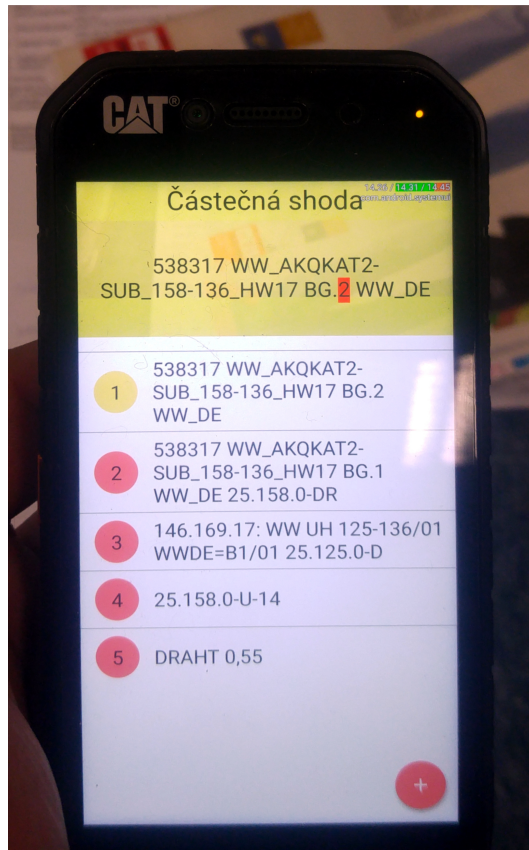 CAT®
14.96 / 14.31 / 14.45
com.android.systemui
Částečná shoda
538317 WW_AKQKAT2-
SUB_158-136_HW17 BG.2 WW_DE
1
538317 WW_AKQKAT2-
SUB_158-136_HW17 BG.2
WW_DE
2
538317 WW_AKQKAT2-
SUB_158-136_HW17 BG.1
WW_DE 25.158.0-DR
3
146.169.17: WW UH 125-136/01
WWDE=B1/01 25.125.0-D
4
25.158.0-U-14
5
DRAHT 0,55
+